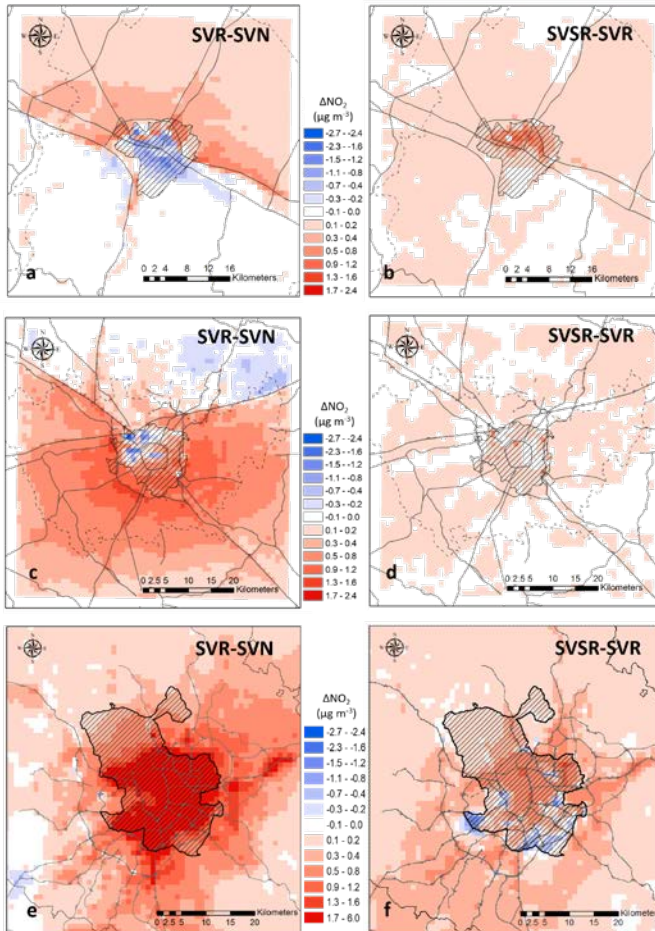 SVR-SVN
SVSR-SVR
ΔNO2
(µg m-3)
-2.7 - -2.4
-2.3 - -1.6
-1.5 - -1.2
-1.1 - -0.8
-0.7 - -0.4
-0.3 - -0.2
-0.1 - 0.0
0.1 - 0.2
0.3 - 0.4
0.5 - 0.8
0.9 - 1.2
1.3 - 1.6
1.7 - 2.4
a
0 2 4 8 12 16
Kilometers
b
0 2 4 8 12 16
Kilometers
SVR-SVN
SVSR-SVR
ΔNO2
(µg m-3)
-2.7 - -2.4
-2.3 - -1.6
-1.5 - -1.2
-1.1 - -0.8
-0.7 - -0.4
-0.3 - -0.2
-0.1 - 0.0
0.1 - 0.2
0.3 - 0.4
0.5 - 0.8
0.9 - 1.2
1.3 - 1.6
1.7 - 2.4
c
0 2.5 5 10 15 20
Kilometers
d
0 2.5 5 10 15 20
Kilometers
SVR-SVN
SVSR-SVR
ΔNO2
(µg m-3)
-2.7 - -2.4
-2.3 - -1.6
-1.5 - -1.2
-1.1 - -0.8
-0.7 - -0.4
-0.3 - -0.2
-0.1 - 0.0
0.1 - 0.2
0.3 - 0.4
0.5 - 0.8
0.9 - 1.2
1.3 - 1.6
1.7 - 6.0
e
Kilometers
0 2.5 5 10 15 20
f
Kilometers
0 2.5 5 10 15 20